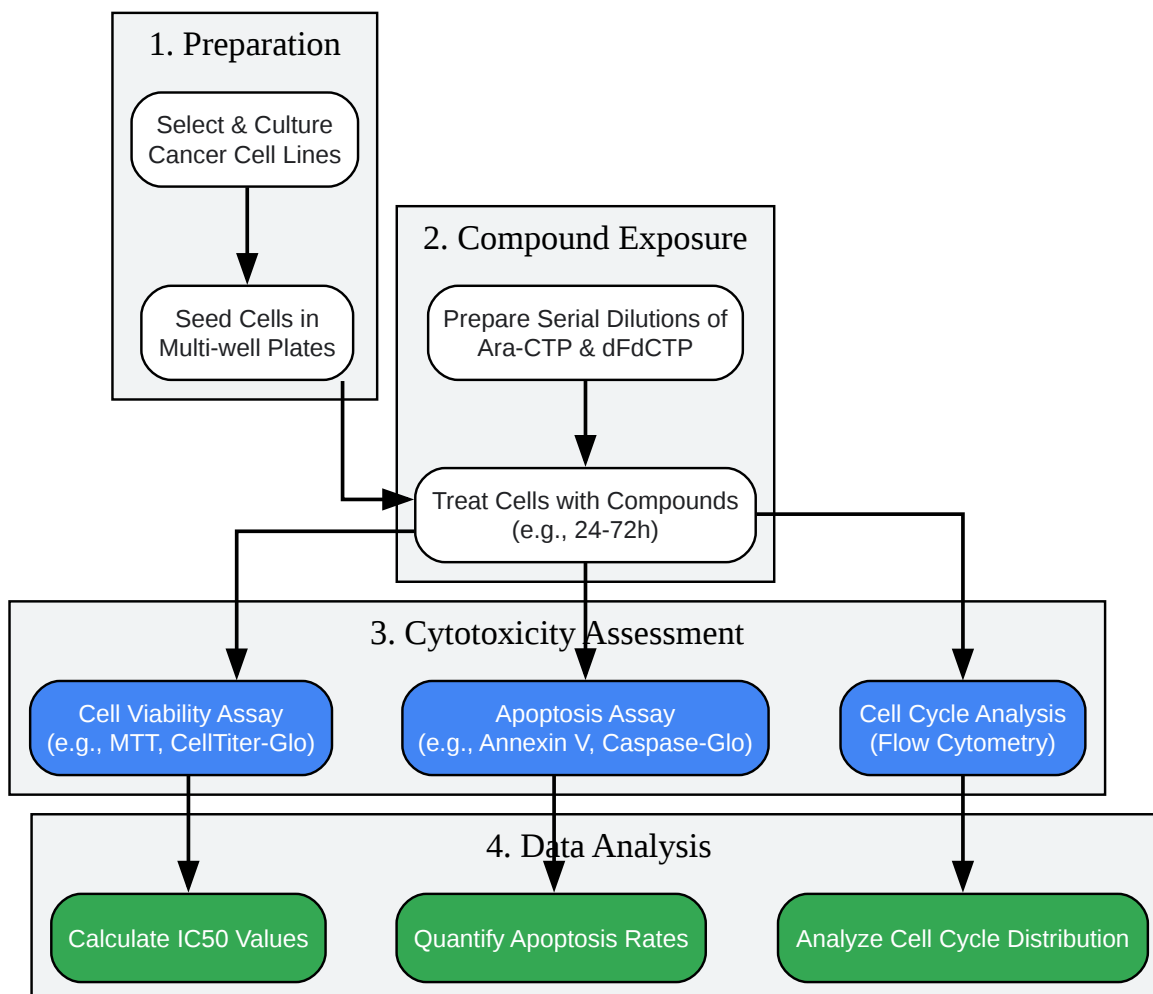 1. Preparation
Select & Culture
Cancer Cell Lines
Seed Cells in
Multi-well Plates
2. Compound Exposure
Prepare Serial Dilutions of
Ara-CTP & dFdCTP
Treat Cells with Compounds
(e.g., 24-72h)
3. Cytotoxicity Assessment
Cell Viability Assay
(e.g., MTT, CellTiter-Glo)
Apoptosis Assay
(e.g., Annexin V, Caspase-Glo)
Cell Cycle Analysis
(Flow Cytometry)
4. Data Analysis
Calculate IC50 Values
Quantify Apoptosis Rates
Analyze Cell Cycle Distribution